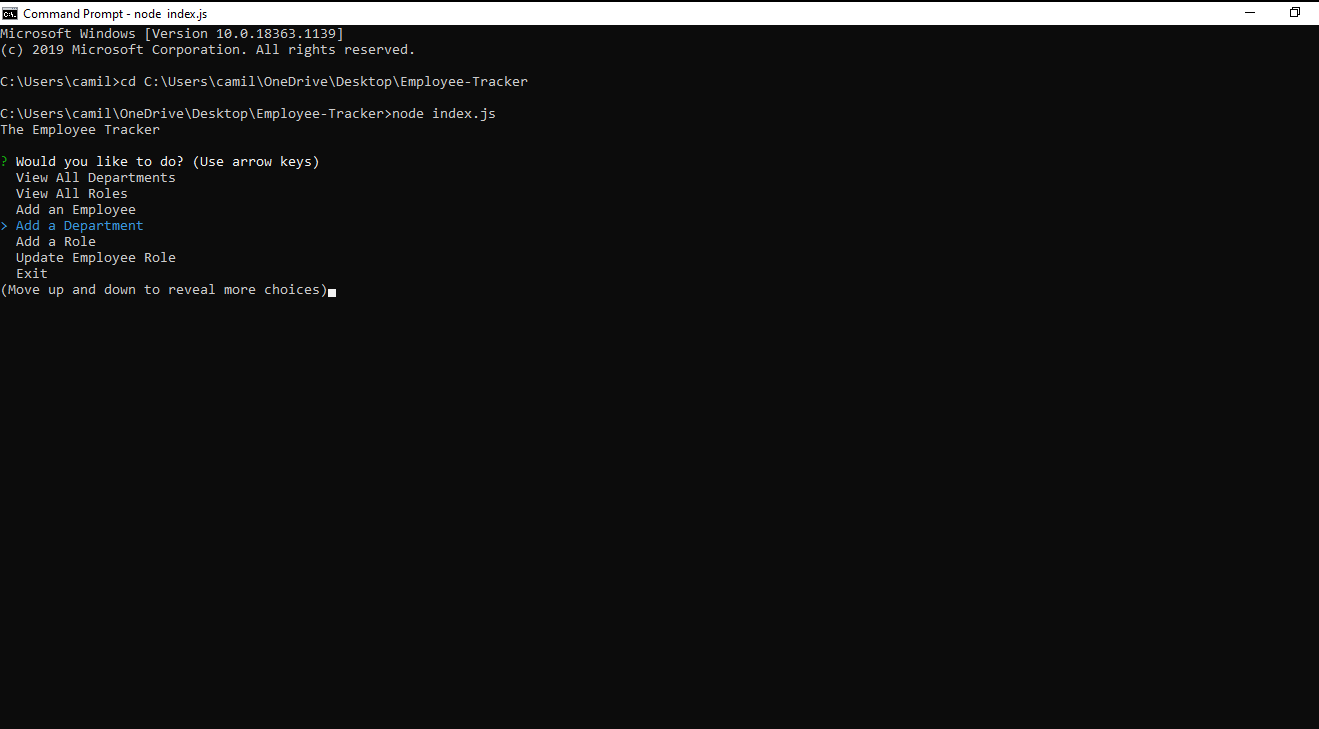 Command Prompt - node  index.js
Microsoft Windows [Version 10.0.18363.1139]
(c) 2019 Microsoft Corporation. All rights reserved.
C:\Users\camil>cd C:\Users\camil\OneDrive\Desktop\Employee-Tracker
C:\Users\camil\OneDrive\Desktop\Employee-Tracker>node index.js
The Employee Tracker
? Would you like to do? (Use arrow keys)
  View All Departments
  View All Roles
  Add an Employee
> Add a Department
  Add a Role
  Update Employee Role
  Exit
(Move up and down to reveal more choices)